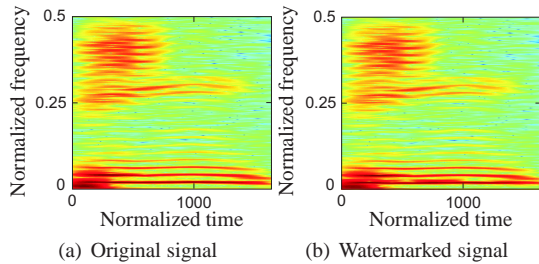 Normalized frequency
0.5
0.25
0
0
1000
Normalized time
(a) Original signal
Normalized frequency
0.5
0.25
0
0
1000
Normalized time
(b) Watermarked signal